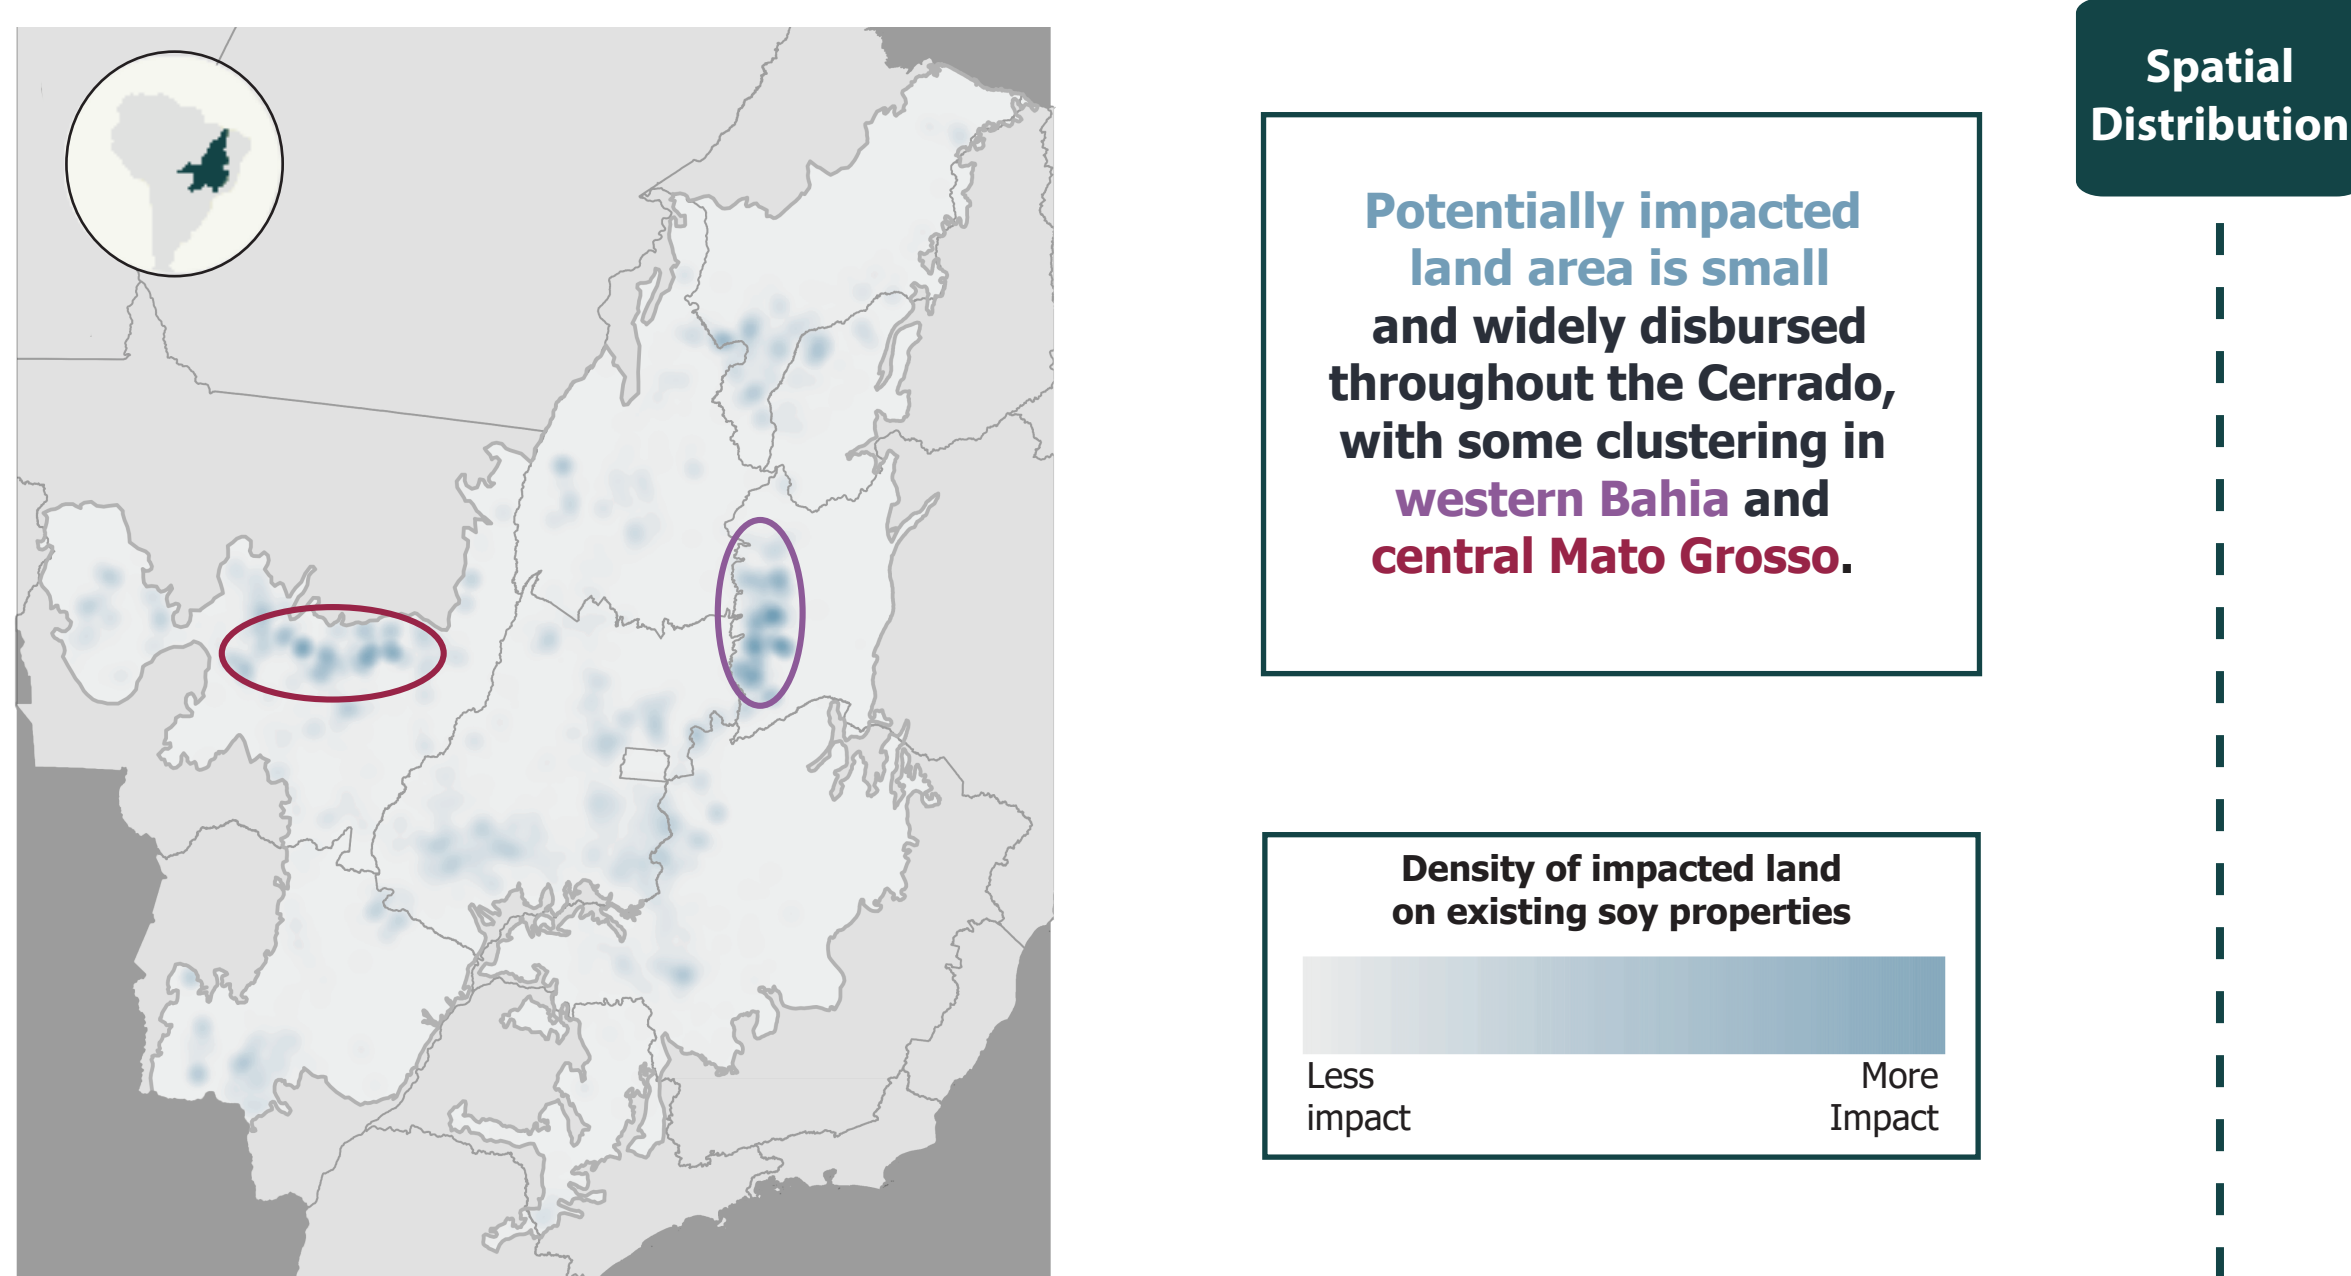 Spatial
Distribution
Potentially impacted
land area is small
and widely disbursed
throughout the Cerrado,
with some clustering in
western Bahia and
central Mato Grosso.
Density of impacted land
on existing soy properties
Less
impact
More
Impact